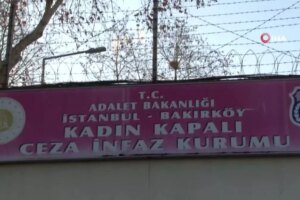 T.C.
ADALET BAKANLIĞI
İSTANBUL - BAKIRKÖY
KADIN KAPALI
CEZA İNFAZ KURUMU